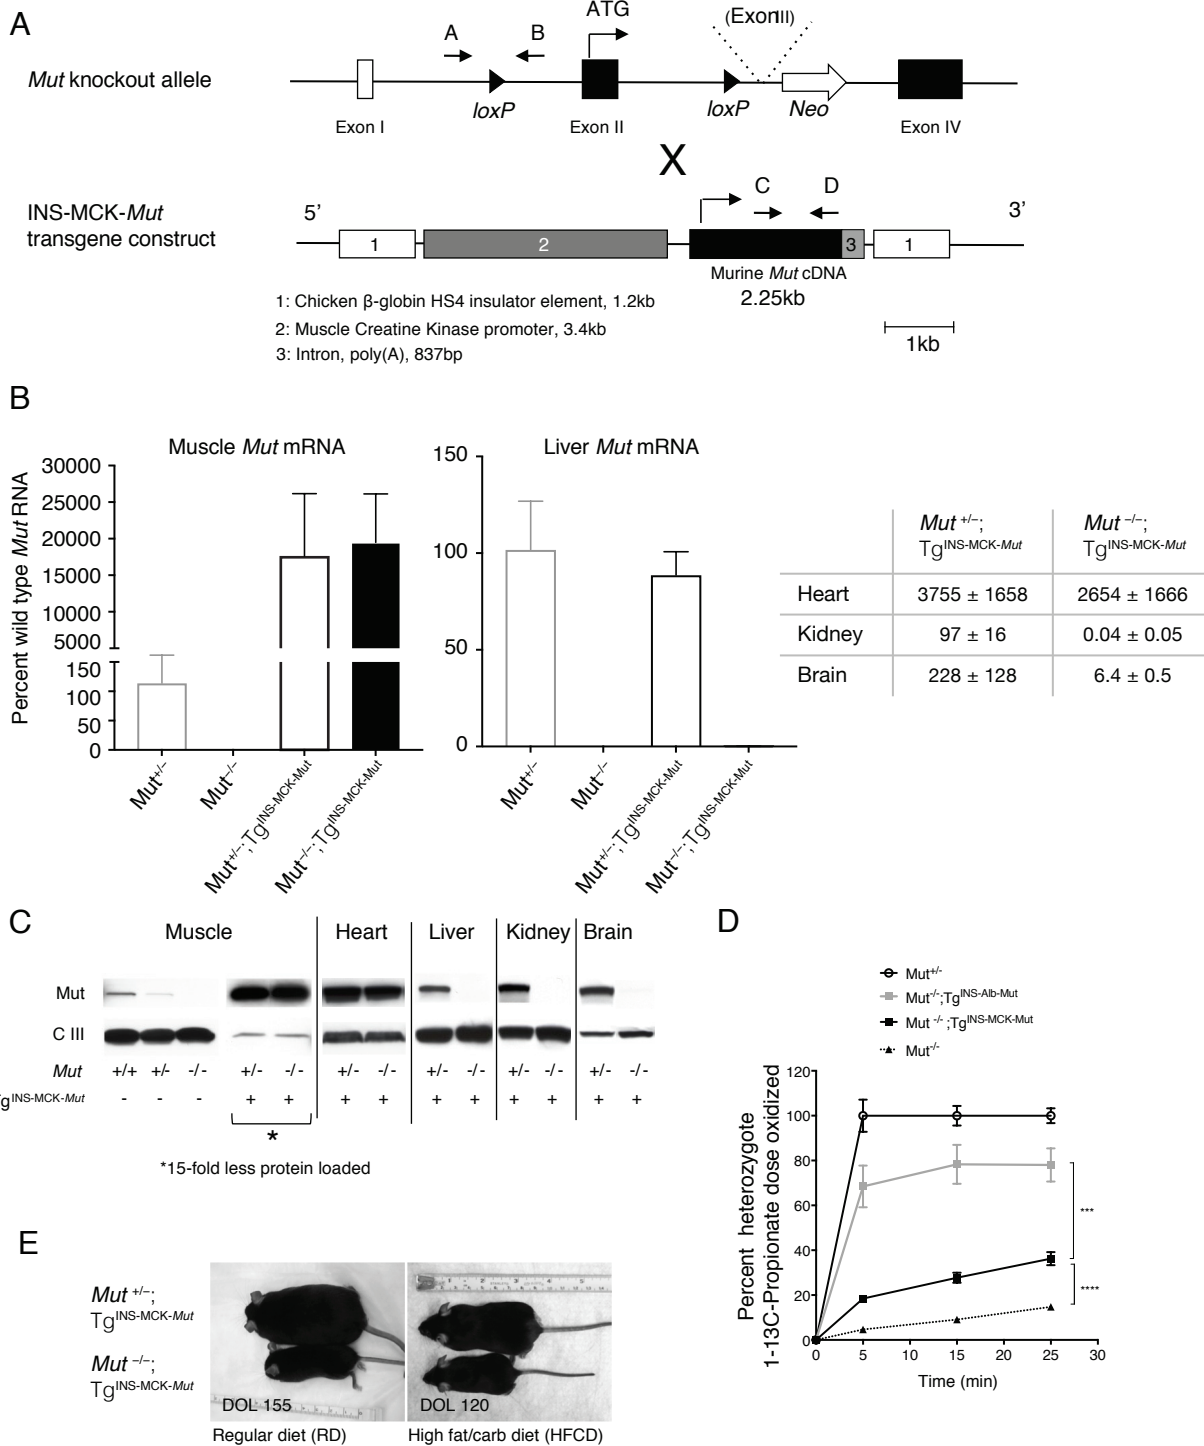 A
ATG
(ExonIII)
A
B
Mut knockout allele
loxP
loxP
Neo
Exon I
Exon II
Exon IV
X
INS-MCK-Mut
transgene construct
5’
C
D
3’
1
2
3
1
Murine Mut cDNA
2.25kb
1: Chicken β-globin HS4 insulator element, 1.2kb
2: Muscle Creatine Kinase promoter, 3.4kb
3: Intron, poly(A), 837bp
1kb
B
Muscle Mut mRNA
Percent wild type Mut RNA
30000
25000
20000
15000
10000
5000
150
100
50
0
Mut+/-
Mut-/-
Mut+/-;TgINS-MCK-Mut
Mut-/-;TgINS-MCK-Mut
Liver Mut mRNA
150
100
50
0
Mut+/-
Mut-/-
Mut+/-;TgINS-MCK-Mut
Mut-/-;TgINS-MCK-Mut
Mut +/–; Mut –/–;
TgINS-MCK-Mut TgINS-MCK-Mut
Heart 3755 ± 1658 2654 ± 1666
Kidney 97 ± 16 0.04 ± 0.05
Brain 228 ± 128 6.4 ± 0.5
C
Muscle Heart Liver Kidney Brain
Mut
C III
Mut +/+ +/- -/- +/- -/- +/- -/- +/- -/- +/- -/- +/- -/-
TgINS-MCK-Mut - - - + + + + + + + + + +
*
*15-fold less protein loaded
D
Mut+/-
Mut-/-;TgINS-Alb-Mut
Mut -/- ;TgINS-MCK-Mut
Mut-/-
Percent heterozygote
1-13C-Propionate dose oxidized
120
100
80
60
40
20
0
0 5 10 15 20 25 30
Time (min)
***
****
E
Mut +/–;
TgINS-MCK-Mut
Mut –/–;
TgINS-MCK-Mut
DOL 155
DOL 120
Regular diet (RD)
High fat/carb diet (HFCD)